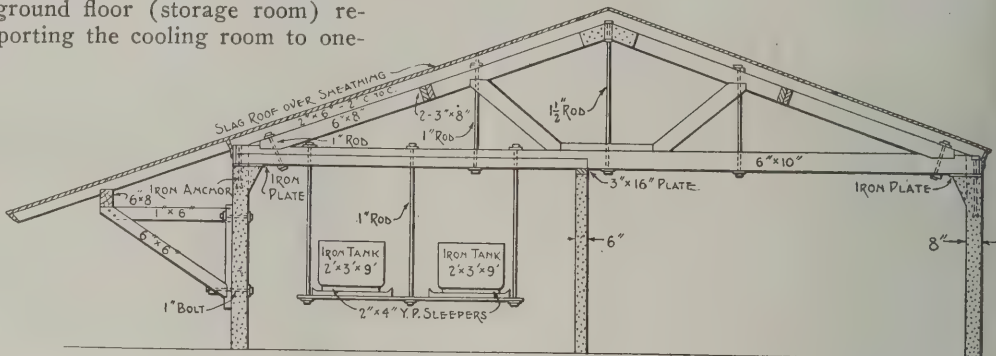 ground floor (storage room) re-
porting the cooling room to one-
SLAG ROOF OVER SHEATHING
2"x6"-2' C. TO C.
6"x8"
2-3"x8"
1" ROD
1" ROD
1½" ROD
6"x10"
IRON ANCHOR
IRON
PLATE
3"x16" PLATE
IRON PLATE
6"x8"
1"x6"
6"x6"
1" ROD
6"
8"
IRON TANK
2'x3'x9'
IRON TANK
2'x3'x9'
1" BOLT
2"x4" Y.P. SLEEPERS